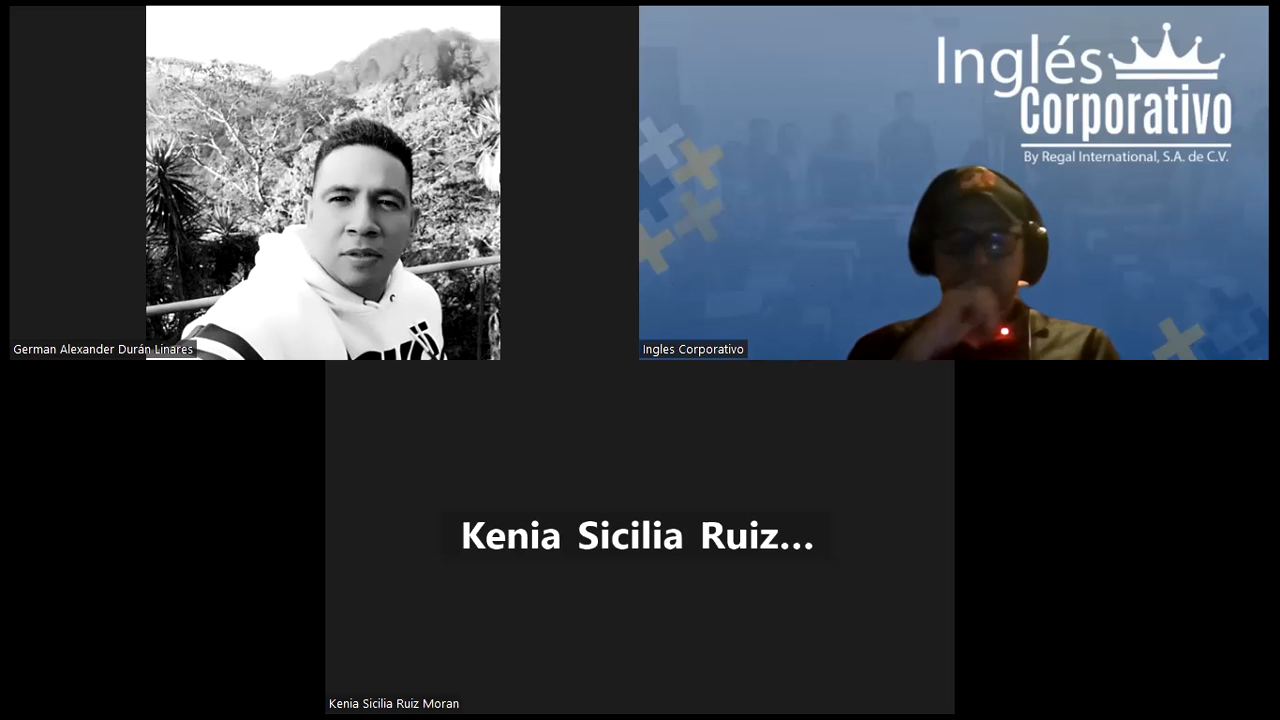 Inglés
Corporativo
By Regal International, S.A. de C.V.
German Alexander Durán Linares
Ingles Corporativo
Kenia Sicilia Ruiz...
Kenia Sicilia Ruiz Moran